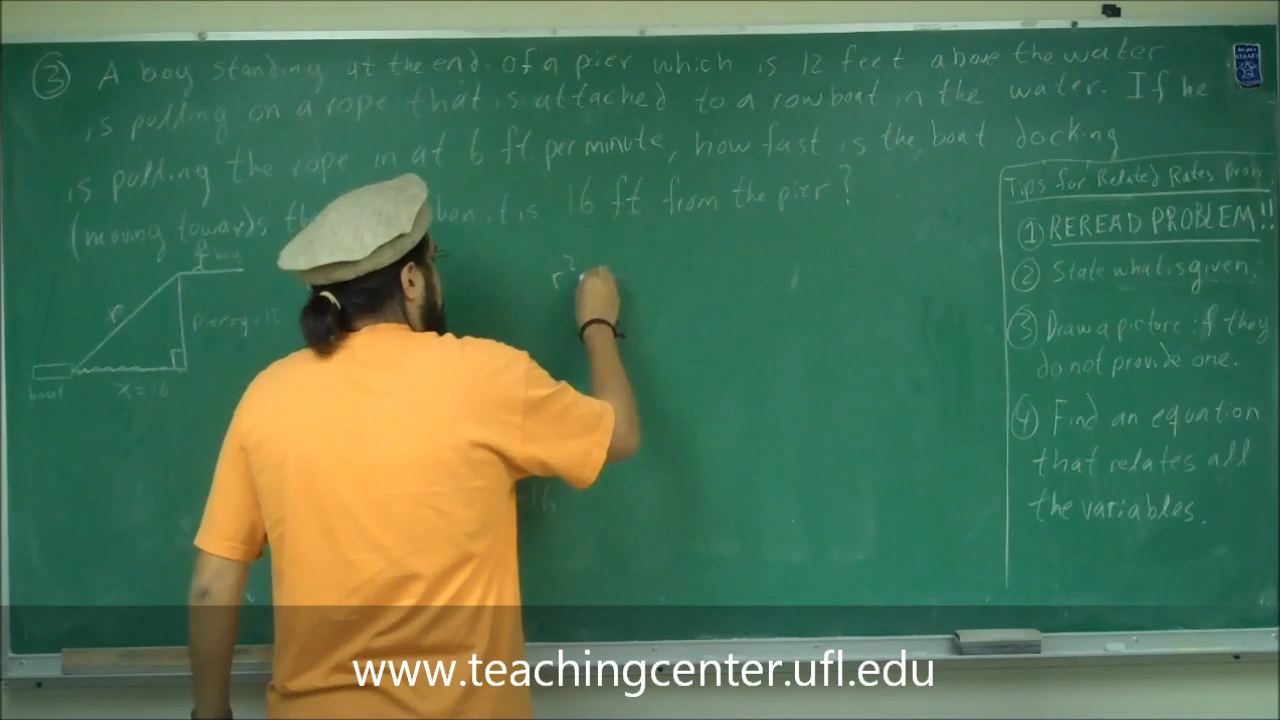 ③ A boy standing at the end of a pier which is 12 feet above the water
is pulling on a rope that is attached to a rowboat in the water. If he
is pulling the rope in at 6 ft per minute, how fast is the boat docking
(moving towards it is 16 ft from the pier?
boy
r
pier=y=12
boat
x=16
r²
16
Tips for Related Rates
① REREAD PROBLEM!!
② State what is given.
③ Draw a picture if they
do not provide one.
④ Find an equation
that relates all
the variables.
www.teachingcenter.ufl.edu